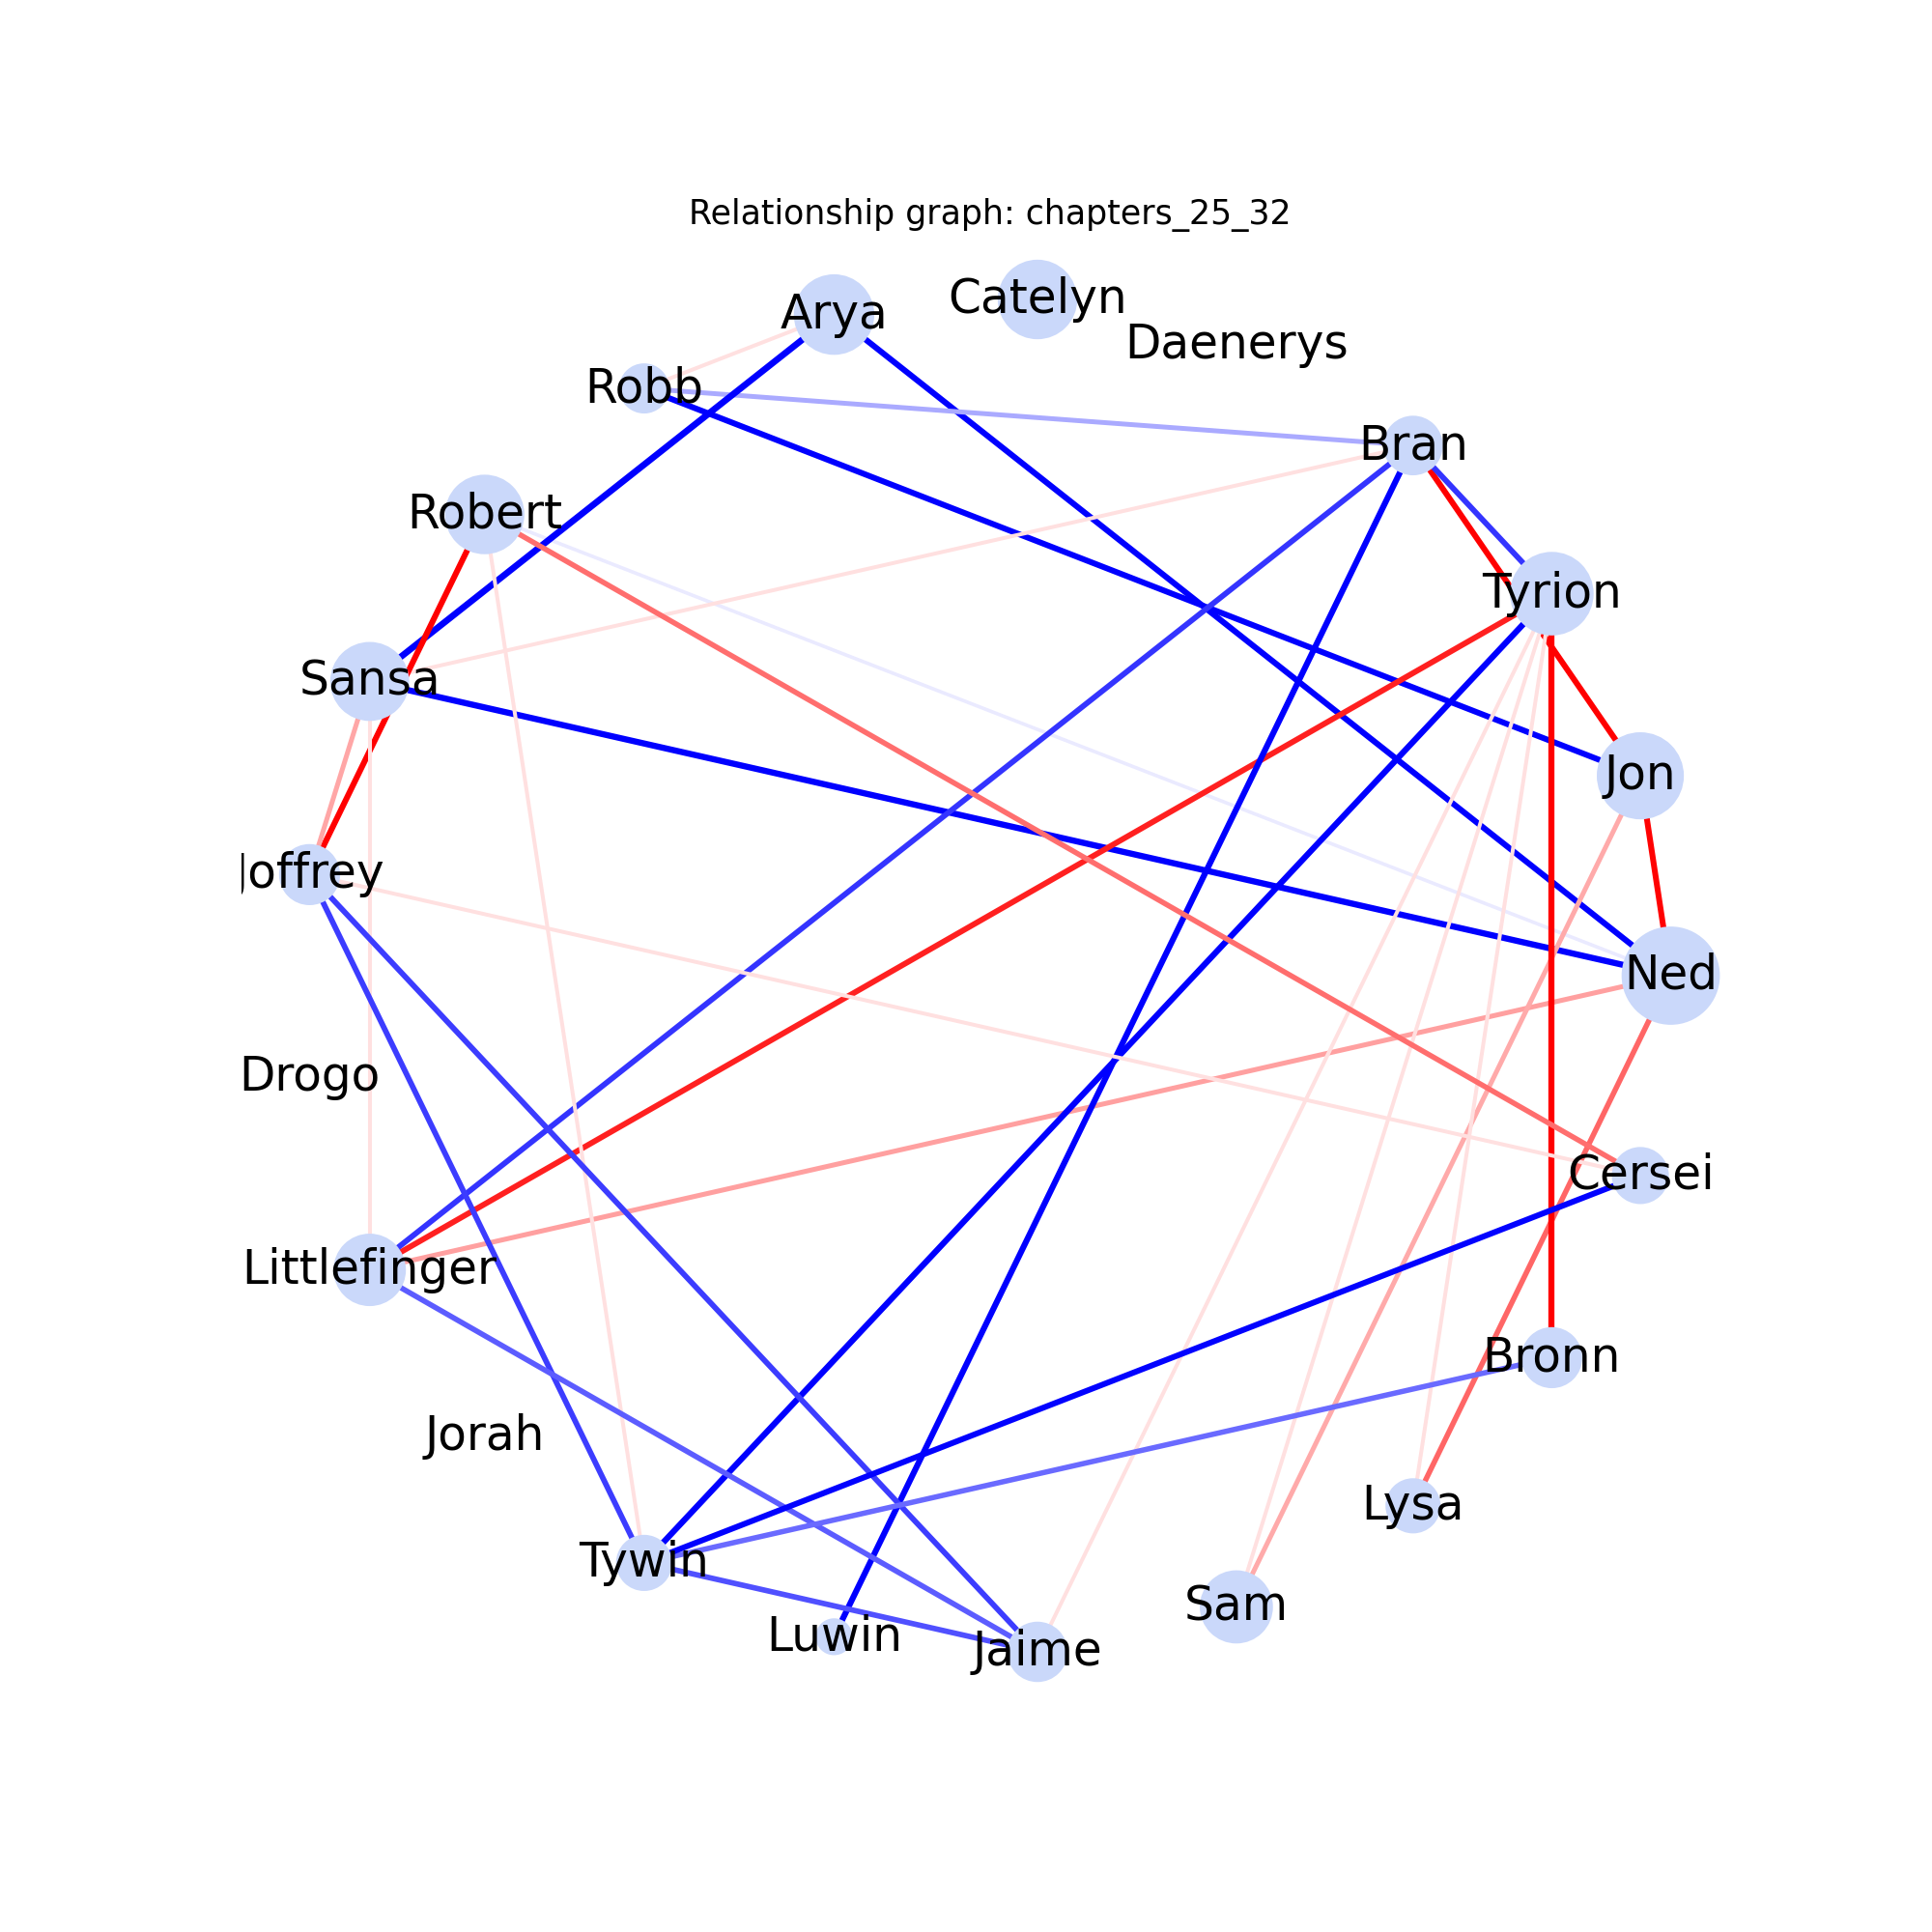 Relationship graph: chapters_25_32
Catelyn
Arya
Daenerys
Robb
Bran
Robert
Tyrion
Sansa
Jon
Joffrey
Ned
Drogo
Cersei
Littlefinger
Bronn
Jorah
Lysa
Tywin
Sam
Luwin
Jaime